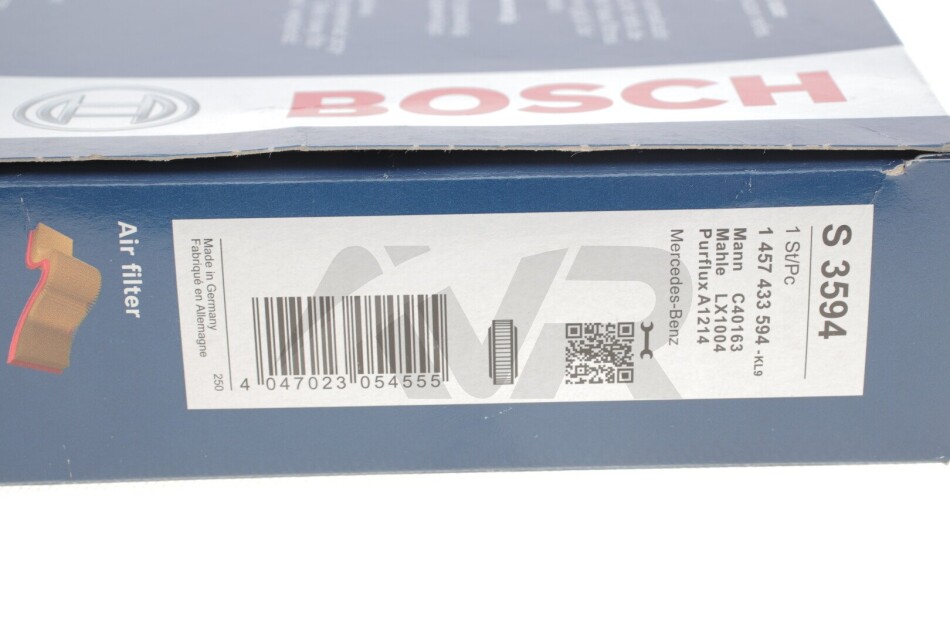 BOSCH
Air filter
S 3594
1 St/Pc
1 457 433 594 -KL9
Mann C40163
Mahle LX1004
Purflux A1214
Mercedes-Benz
Made in Germany
Fabriqué en Allemagne
250
4 047023 054555